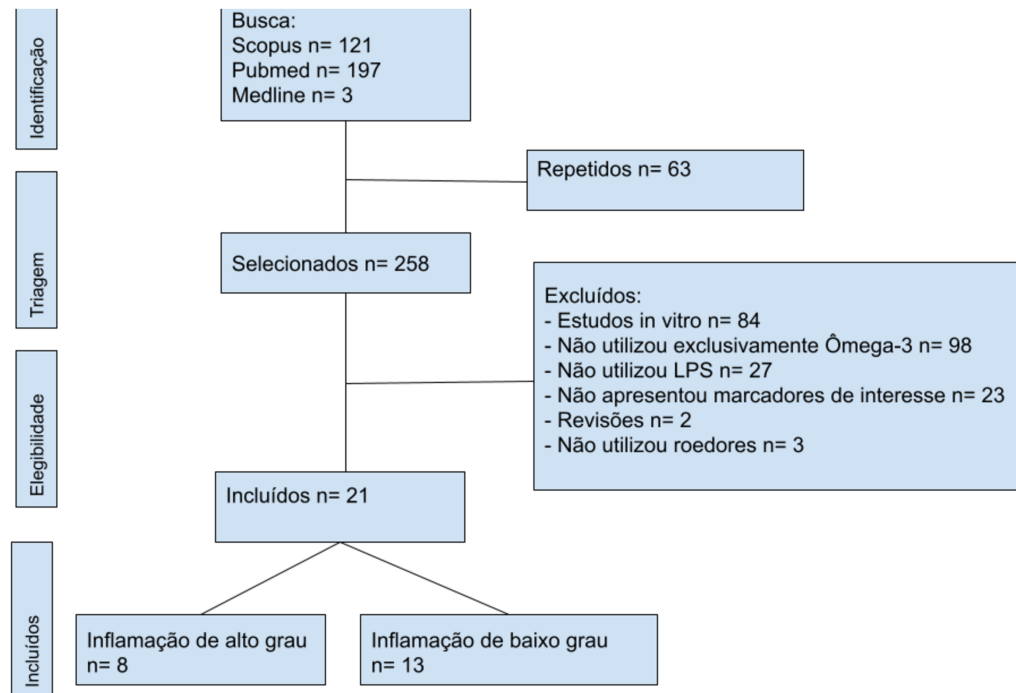 Identificação
Busca:
Scopus n= 121
Pubmed n= 197
Medline n= 3
Repetidos n= 63
Triagem
Selecionados n= 258
Excluídos:
- Estudos in vitro n= 84
- Não utilizou exclusivamente Ômega-3 n= 98
- Não utilizou LPS n= 27
- Não apresentou marcadores de interesse n= 23
- Revisões n= 2
- Não utilizou roedores n= 3
Elegibilidade
Incluídos n= 21
Incluídos
Inflamação de alto grau
n= 8
Inflamação de baixo grau
n= 13